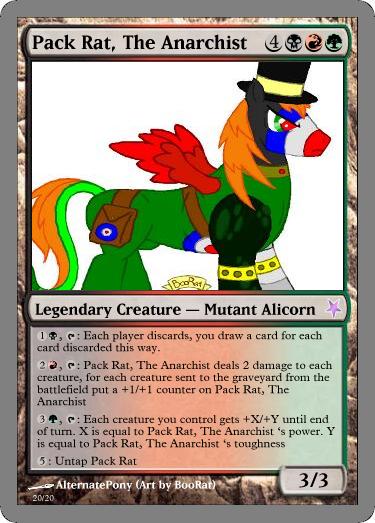 Pack Rat, The Anarchist 4
BooRat
Legendary Creature — Mutant Alicorn
1 , : Each player discards, you draw a card for each
card discarded this way.
2 , : Pack Rat, The Anarchist deals 2 damage to each
creature, for each creature sent to the graveyard from the
battlefield put a +1/+1 counter on Pack Rat, The
Anarchist
3 , : Each creature you control gets +X/+Y until end
of turn. X is equal to Pack Rat, The Anarchist 's power. Y
is equal to Pack Rat, The Anarchist 's toughness
5 : Untap Pack Rat
3/3
AlternatePony (Art by BooRat)
20/20